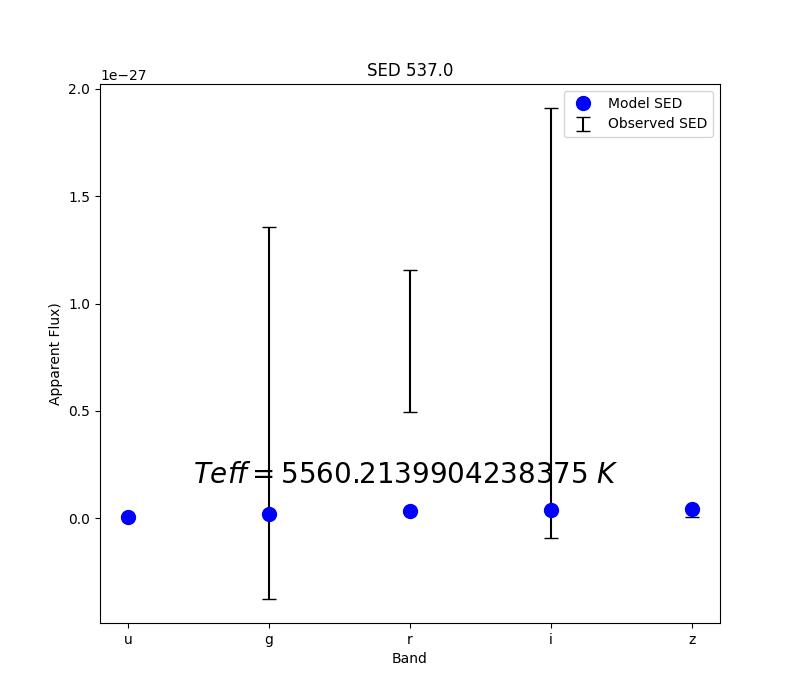 SED 537.0
1e−27
Model SED
Observed SED
2.0
1.5
1.0
0.5
0.0
Apparent Flux)
Teff = 5560.2139904238375 K
u g r i z
Band